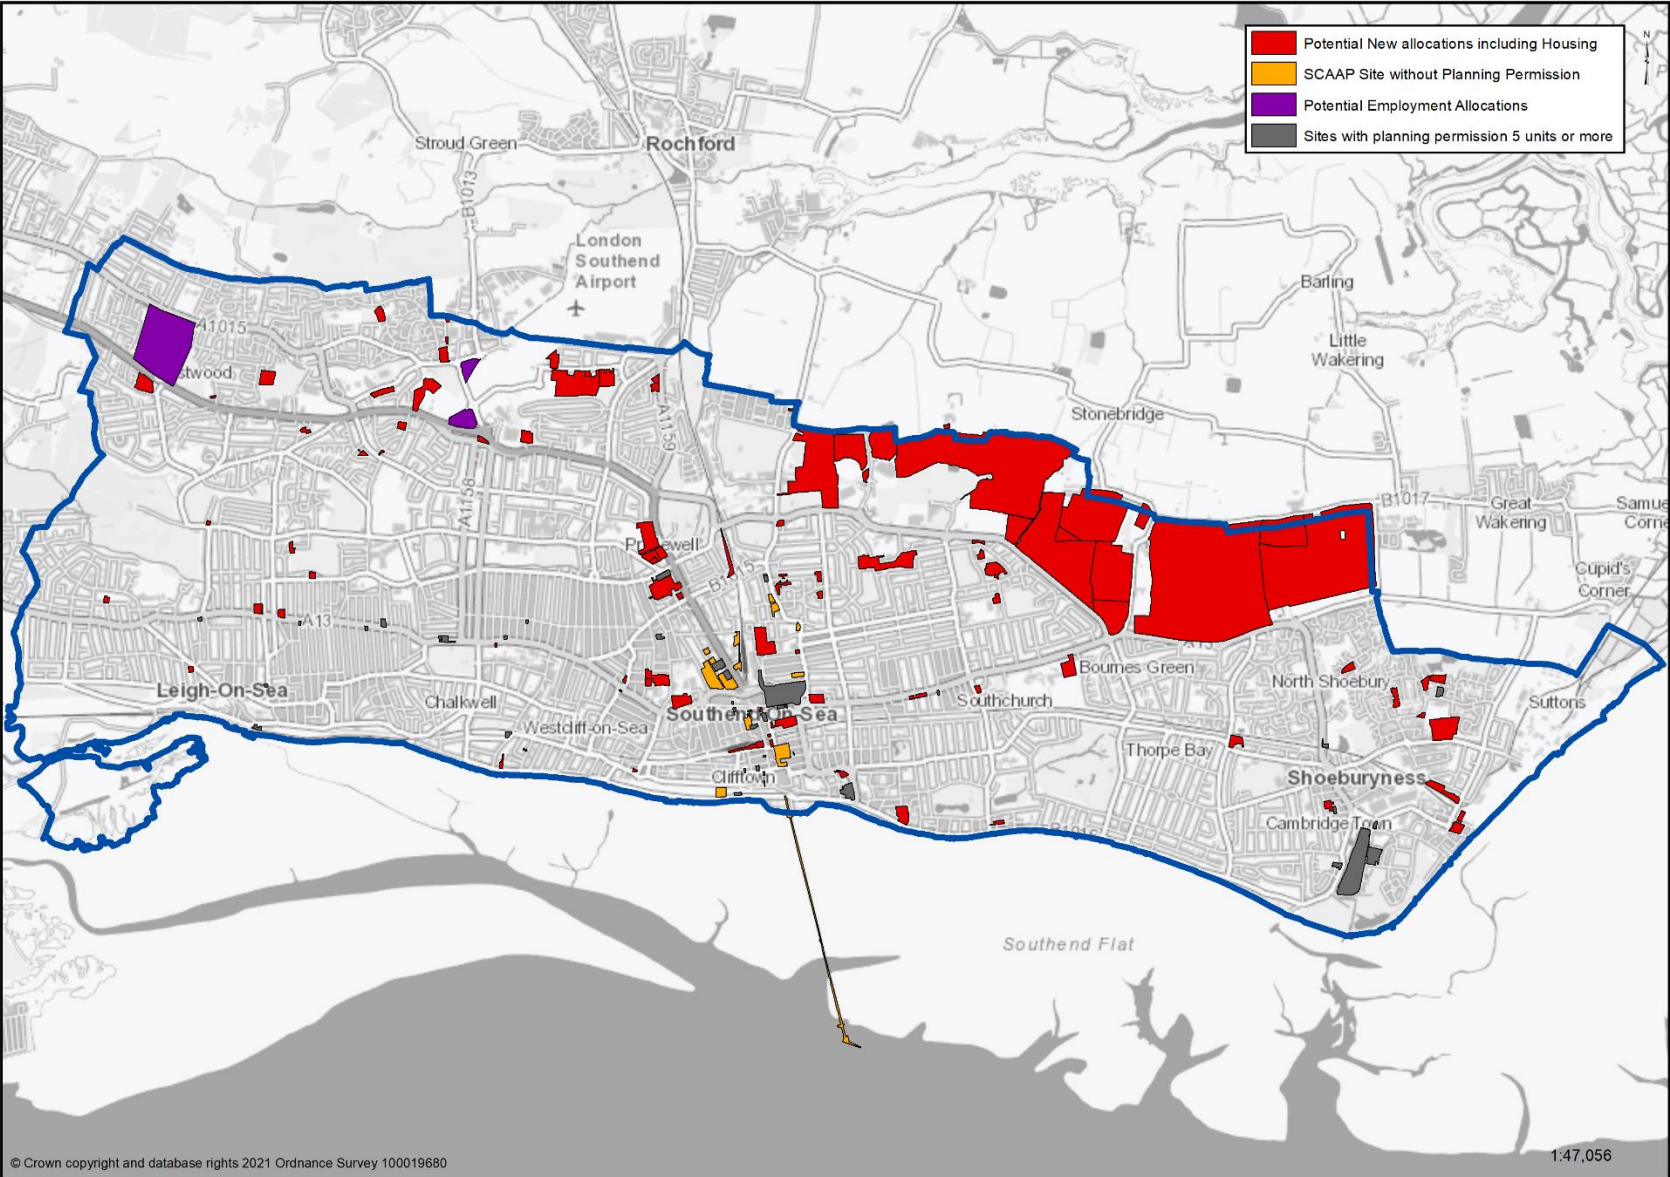 Potential New allocations including Housing
N
SCAAP Site without Planning Permission
Potential Employment Allocations
Sites with planning permission 5 units or more
Stroud Green
Rochford
B1013
London
Southend
Airport
Barling
A1015
Little
Wakering
stwood
Stonebridge
A1159
A1158
B1017
Great
Wakering
Samue
Corne
Cupid's
Corner
A13
Bournes Green
Leigh-On-Sea
Chalkwell
North Shoebury
Suttons
Southchurch
Southend-On-Sea
Westcliff-on-Sea
Thorpe Bay
Clifftown
Shoeburyness
Cambridge Town
Southend Flat
© Crown copyright and database rights 2021 Ordnance Survey 100019680
1:47,056